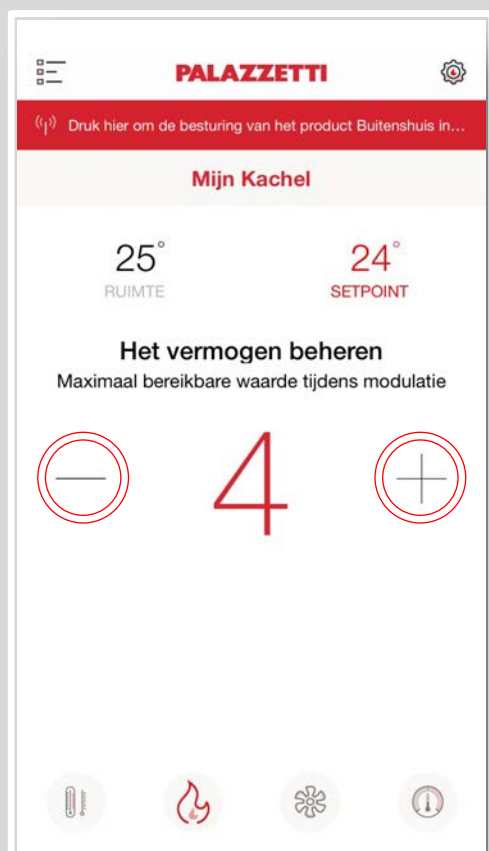 PALAZZETTI
Druk hier om de besturing van het product Buitenshuis in...
Mijn Kachel
25° 24°
RUIMTE SETPOINT
Het vermogen beheren
Maximaal bereikbare waarde tijdens modulatie
4